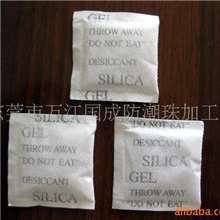 THROW AWAY
"DO NOT EAT"
DESICCANT
SILICA
GEL
东莞市五江国成防潮珠加工
SILICA
GEL
THROW AWAY
"DO NOT EAT"
DESICCANT
DESICCANT
SILICA
GEL
THROW AWAY
"DO NOT EAT"
alibaba.cn